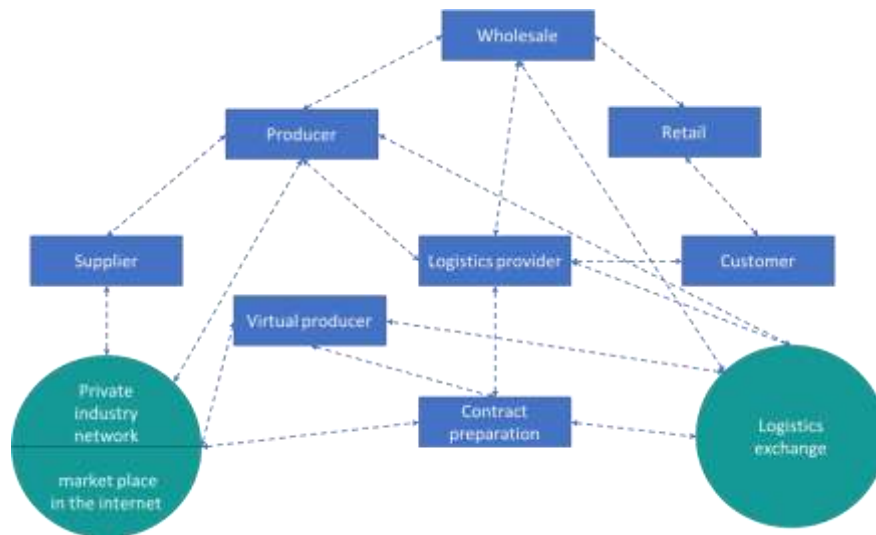 Wholesale
Producer
Retail
Supplier
Logistics provider
Customer
Virtual producer
Private
industry
network
market place
in the internet
Contract
preparation
Logistics
exchange